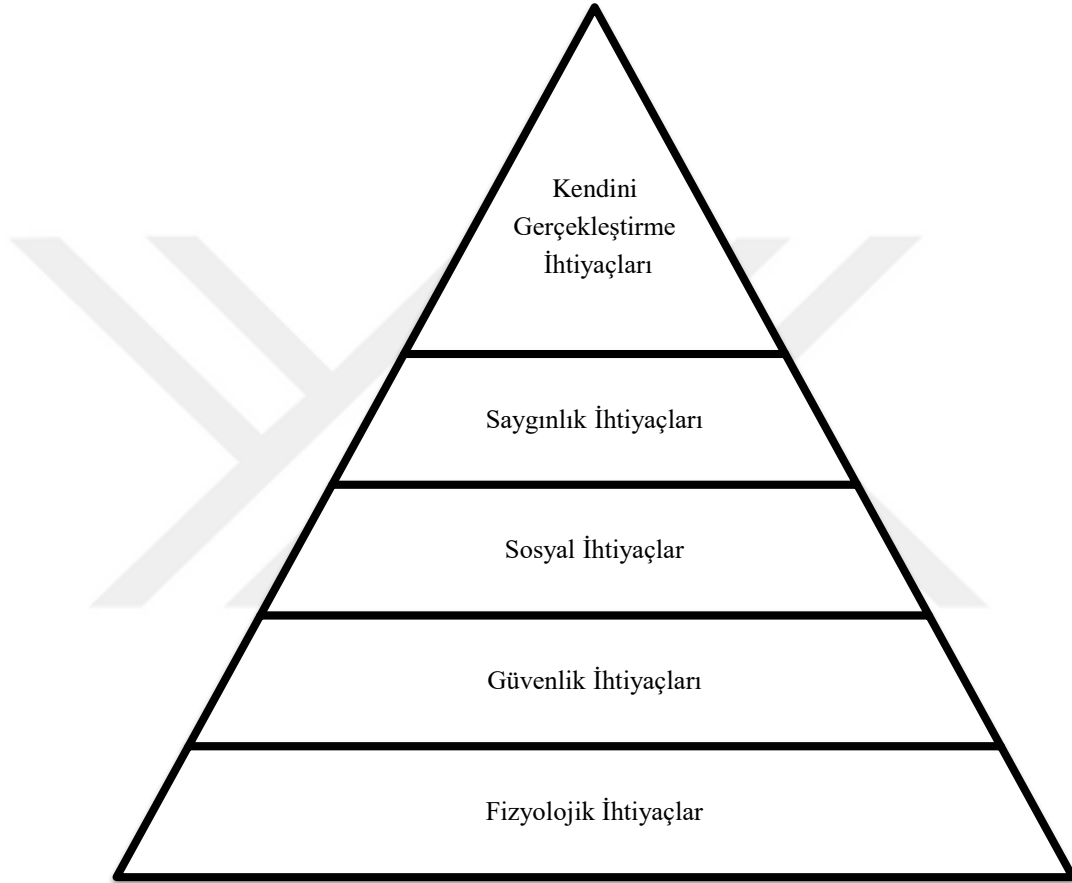 Kendini
Gerçekleştirme
İhtiyaçları
Saygınlık İhtiyaçları
Sosyal İhtiyaçlar
Güvenlik İhtiyaçları
Fizyolojik İhtiyaçlar